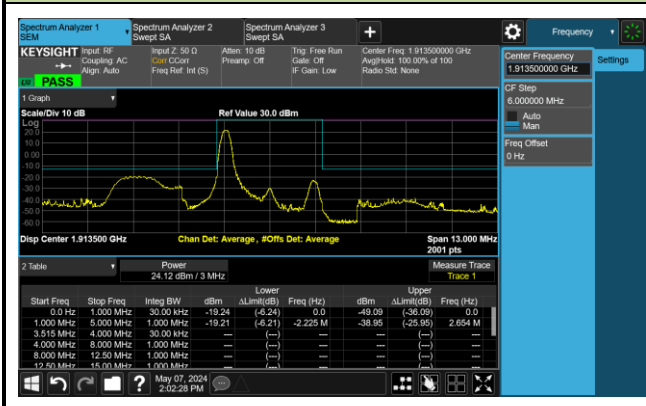 Spectrum Analyzer 1 Spectrum Analyzer 2 Spectrum Analyzer 3 + Frequency
SEM Swept SA Swept SA
KEYSIGHT Input: RF Input Z: 50 Ω Atten: 10 dB Trig: Free Run Center Freq: 1.913500000 GHz
Coupling: AC Corr CCorr Preamp: Off Gate: Off Avg|Hold: 100.00% of 100
Align: Auto Freq Ref: Int (S) IF Gain: Low Radio Std: None
PASS
Center Frequency Settings
1.913500000 GHz
CF Step
6.000000 MHz
Auto
Man
Freq Offset
0 Hz
1 Graph
Scale/Div 10 dB Ref Value 30.0 dBm
Log
20.0
10.0
0.00
-10.0
-20.0
-30.0
-40.0
-50.0
-60.0
Disp Center 1.913500 GHz Chan Det: Average, #Offs Det: Average Span 13.000 MHz
2001 pts
2 Table Power Measure Trace
24.12 dBm / 3 MHz Trace 1
Lower Upper
Start Freq Stop Freq Integ BW dBm ΔLimit(dB) Freq (Hz) dBm ΔLimit(dB) Freq (Hz)
0.0 Hz 1.000 MHz 30.00 kHz -19.24 (-6.24) 0.0 -49.09 (-36.09) 0.0
1.000 MHz 5.000 MHz 1.000 MHz -19.21 (-6.21) -2.225 M -38.95 (-25.95) 2.654 M
3.515 MHz 4.000 MHz 30.00 kHz --- (---) --- --- (---) ---
4.000 MHz 8.000 MHz 1.000 MHz --- (---) --- --- (---) ---
8.000 MHz 12.50 MHz 1.000 MHz --- (---) --- --- (---) ---
12.50 MHz 15.00 MHz 1.000 MHz --- (---) --- --- (---) ---
? May 07, 2024
2:02:28 PM